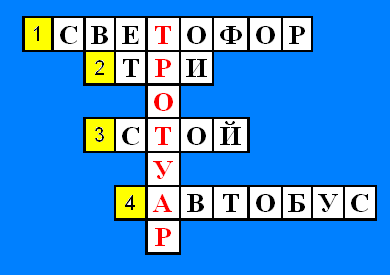 1 СВЕТОФОР
2 ТРИ
О
3 СТОЙ
У
4 АВТОБУС
Р